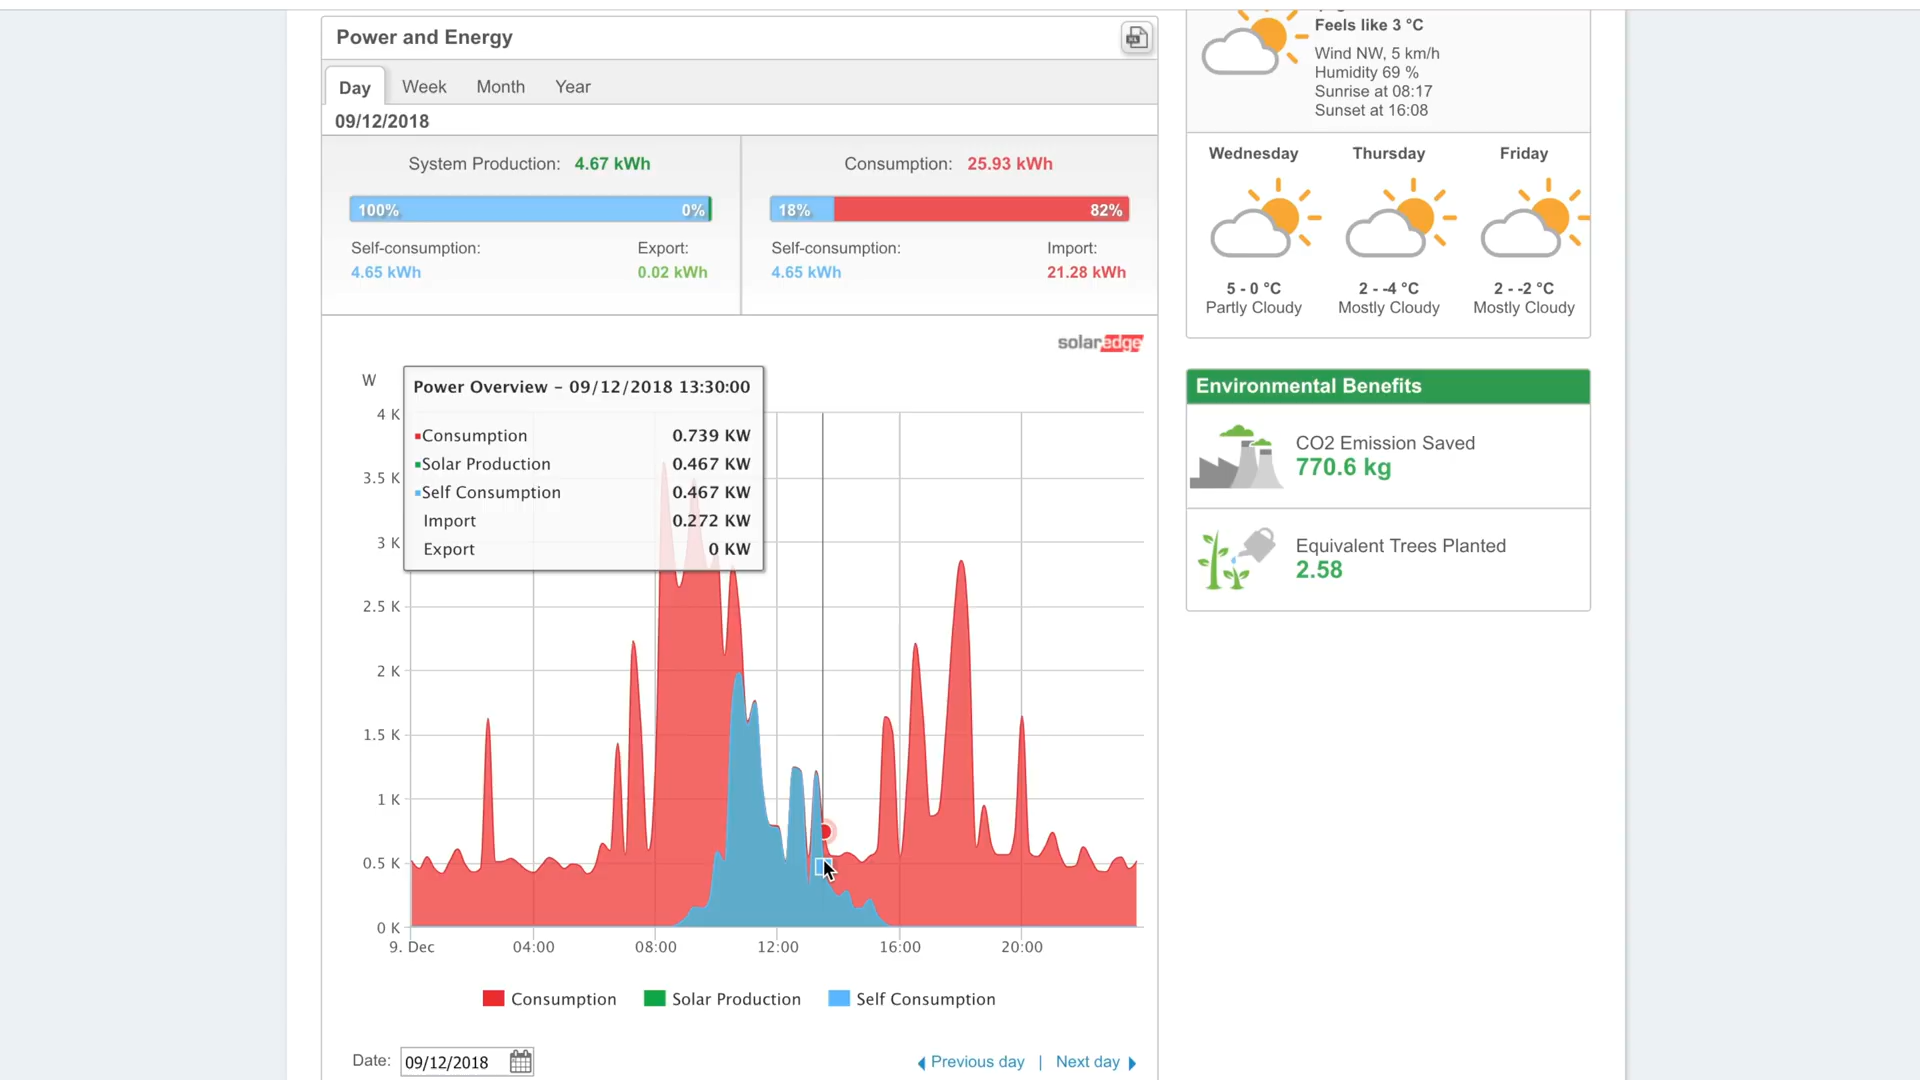 Power and Energy
Day Week Month Year
09/12/2018
System Production: 4.67 kWh
100% 0%
Self-consumption: Export:
4.65 kWh 0.02 kWh
Consumption: 25.93 kWh
18% 82%
Self-consumption: Import:
4.65 kWh 21.28 kWh
solaredge
W
Power Overview – 09/12/2018 13:30:00
Consumption 0.739 KW
Solar Production 0.467 KW
Self Consumption 0.467 KW
Import 0.272 KW
Export 0 KW
4 K
3.5 K
3 K
2.5 K
2 K
1.5 K
1 K
0.5 K
0 K
9. Dec 04:00 08:00 12:00 16:00 20:00
Consumption Solar Production Self Consumption
Date: 09/12/2018
Previous day | Next day
Feels like 3 °C
Wind NW, 5 km/h
Humidity 69 %
Sunrise at 08:17
Sunset at 16:08
Wednesday Thursday Friday
5 - 0 °C 2 - -4 °C 2 - -2 °C
Partly Cloudy Mostly Cloudy Mostly Cloudy
Environmental Benefits
CO2 Emission Saved
770.6 kg
Equivalent Trees Planted
2.58